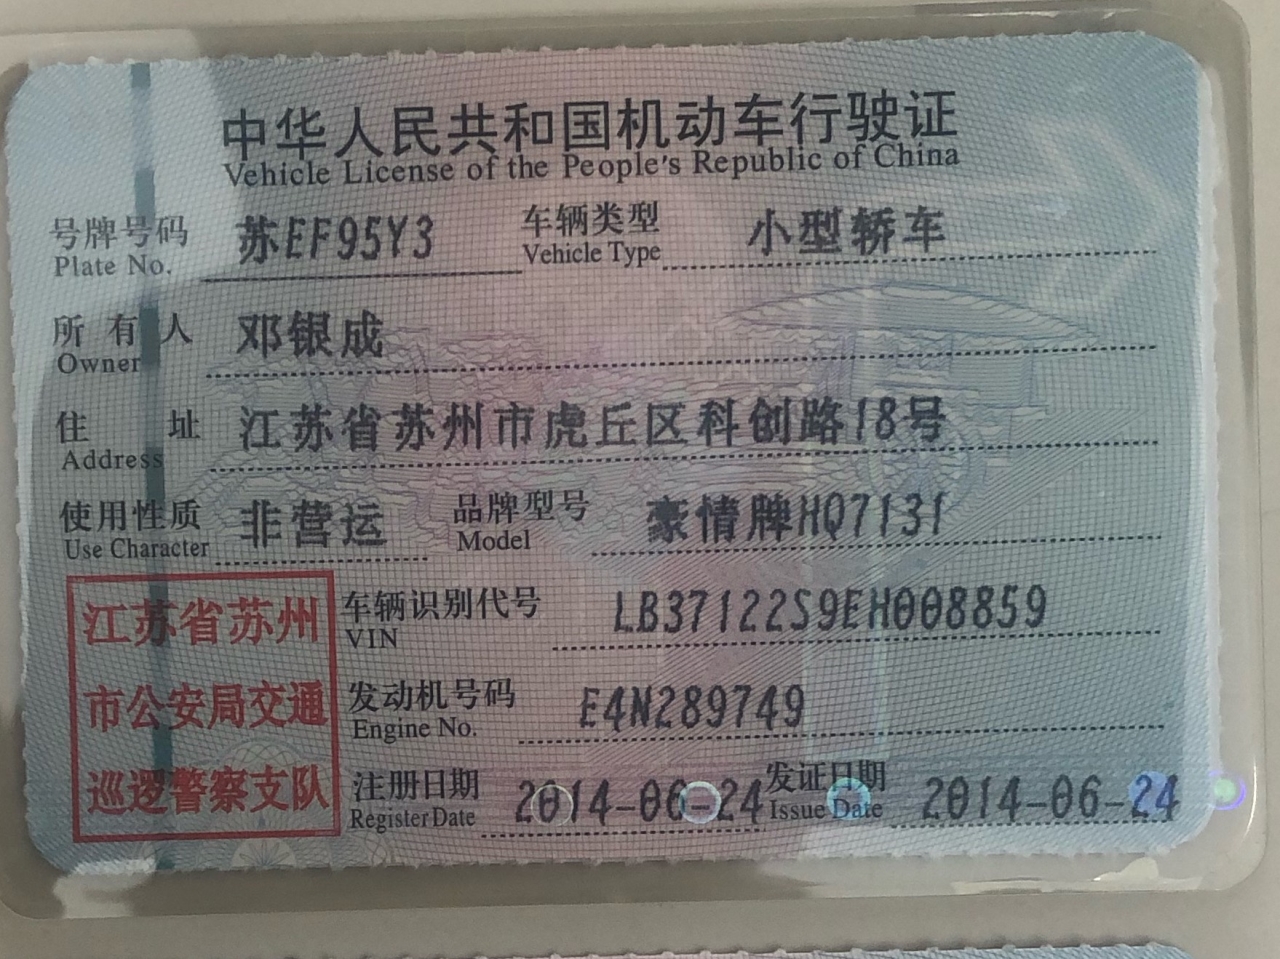 中华人民共和国机动车行驶证
Vehicle License of the People's Republic of China
号牌号码 苏EF95Y3 车辆类型 小型轿车
Plate No. Vehicle Type
所有人 邓银成
Owner
住址 江苏省苏州市虎丘区科创路18号
Address
使用性质 非营运 品牌型号 豪情牌HQ7131
Use Character Model
江苏省苏州
市公安局交通
巡逻警察支队
车辆识别代号 LB37122S9EH008859
VIN
发动机号码 E4N289749
Engine No.
注册日期 2014-06-24 发证日期 2014-06-24
Register Date Issue Date